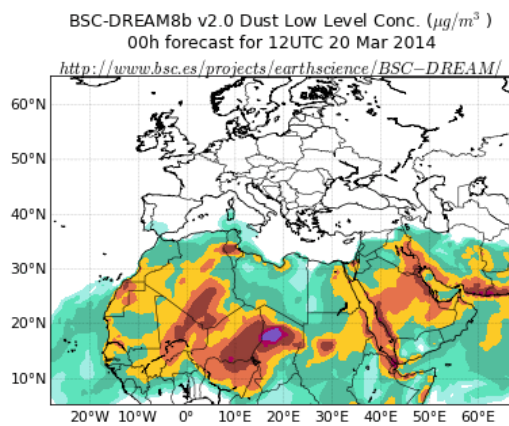 BSC-DREAM8b v2.0 Dust Low Level Conc. (μg/m³ )
00h forecast for 12UTC 20 Mar 2014
http://www.bsc.es/projects/earthscience/BSC−DREAM/
60°N
50°N
40°N
30°N
20°N
10°N
20°W 10°W 0° 10°E 20°E 30°E 40°E 50°E 60°E